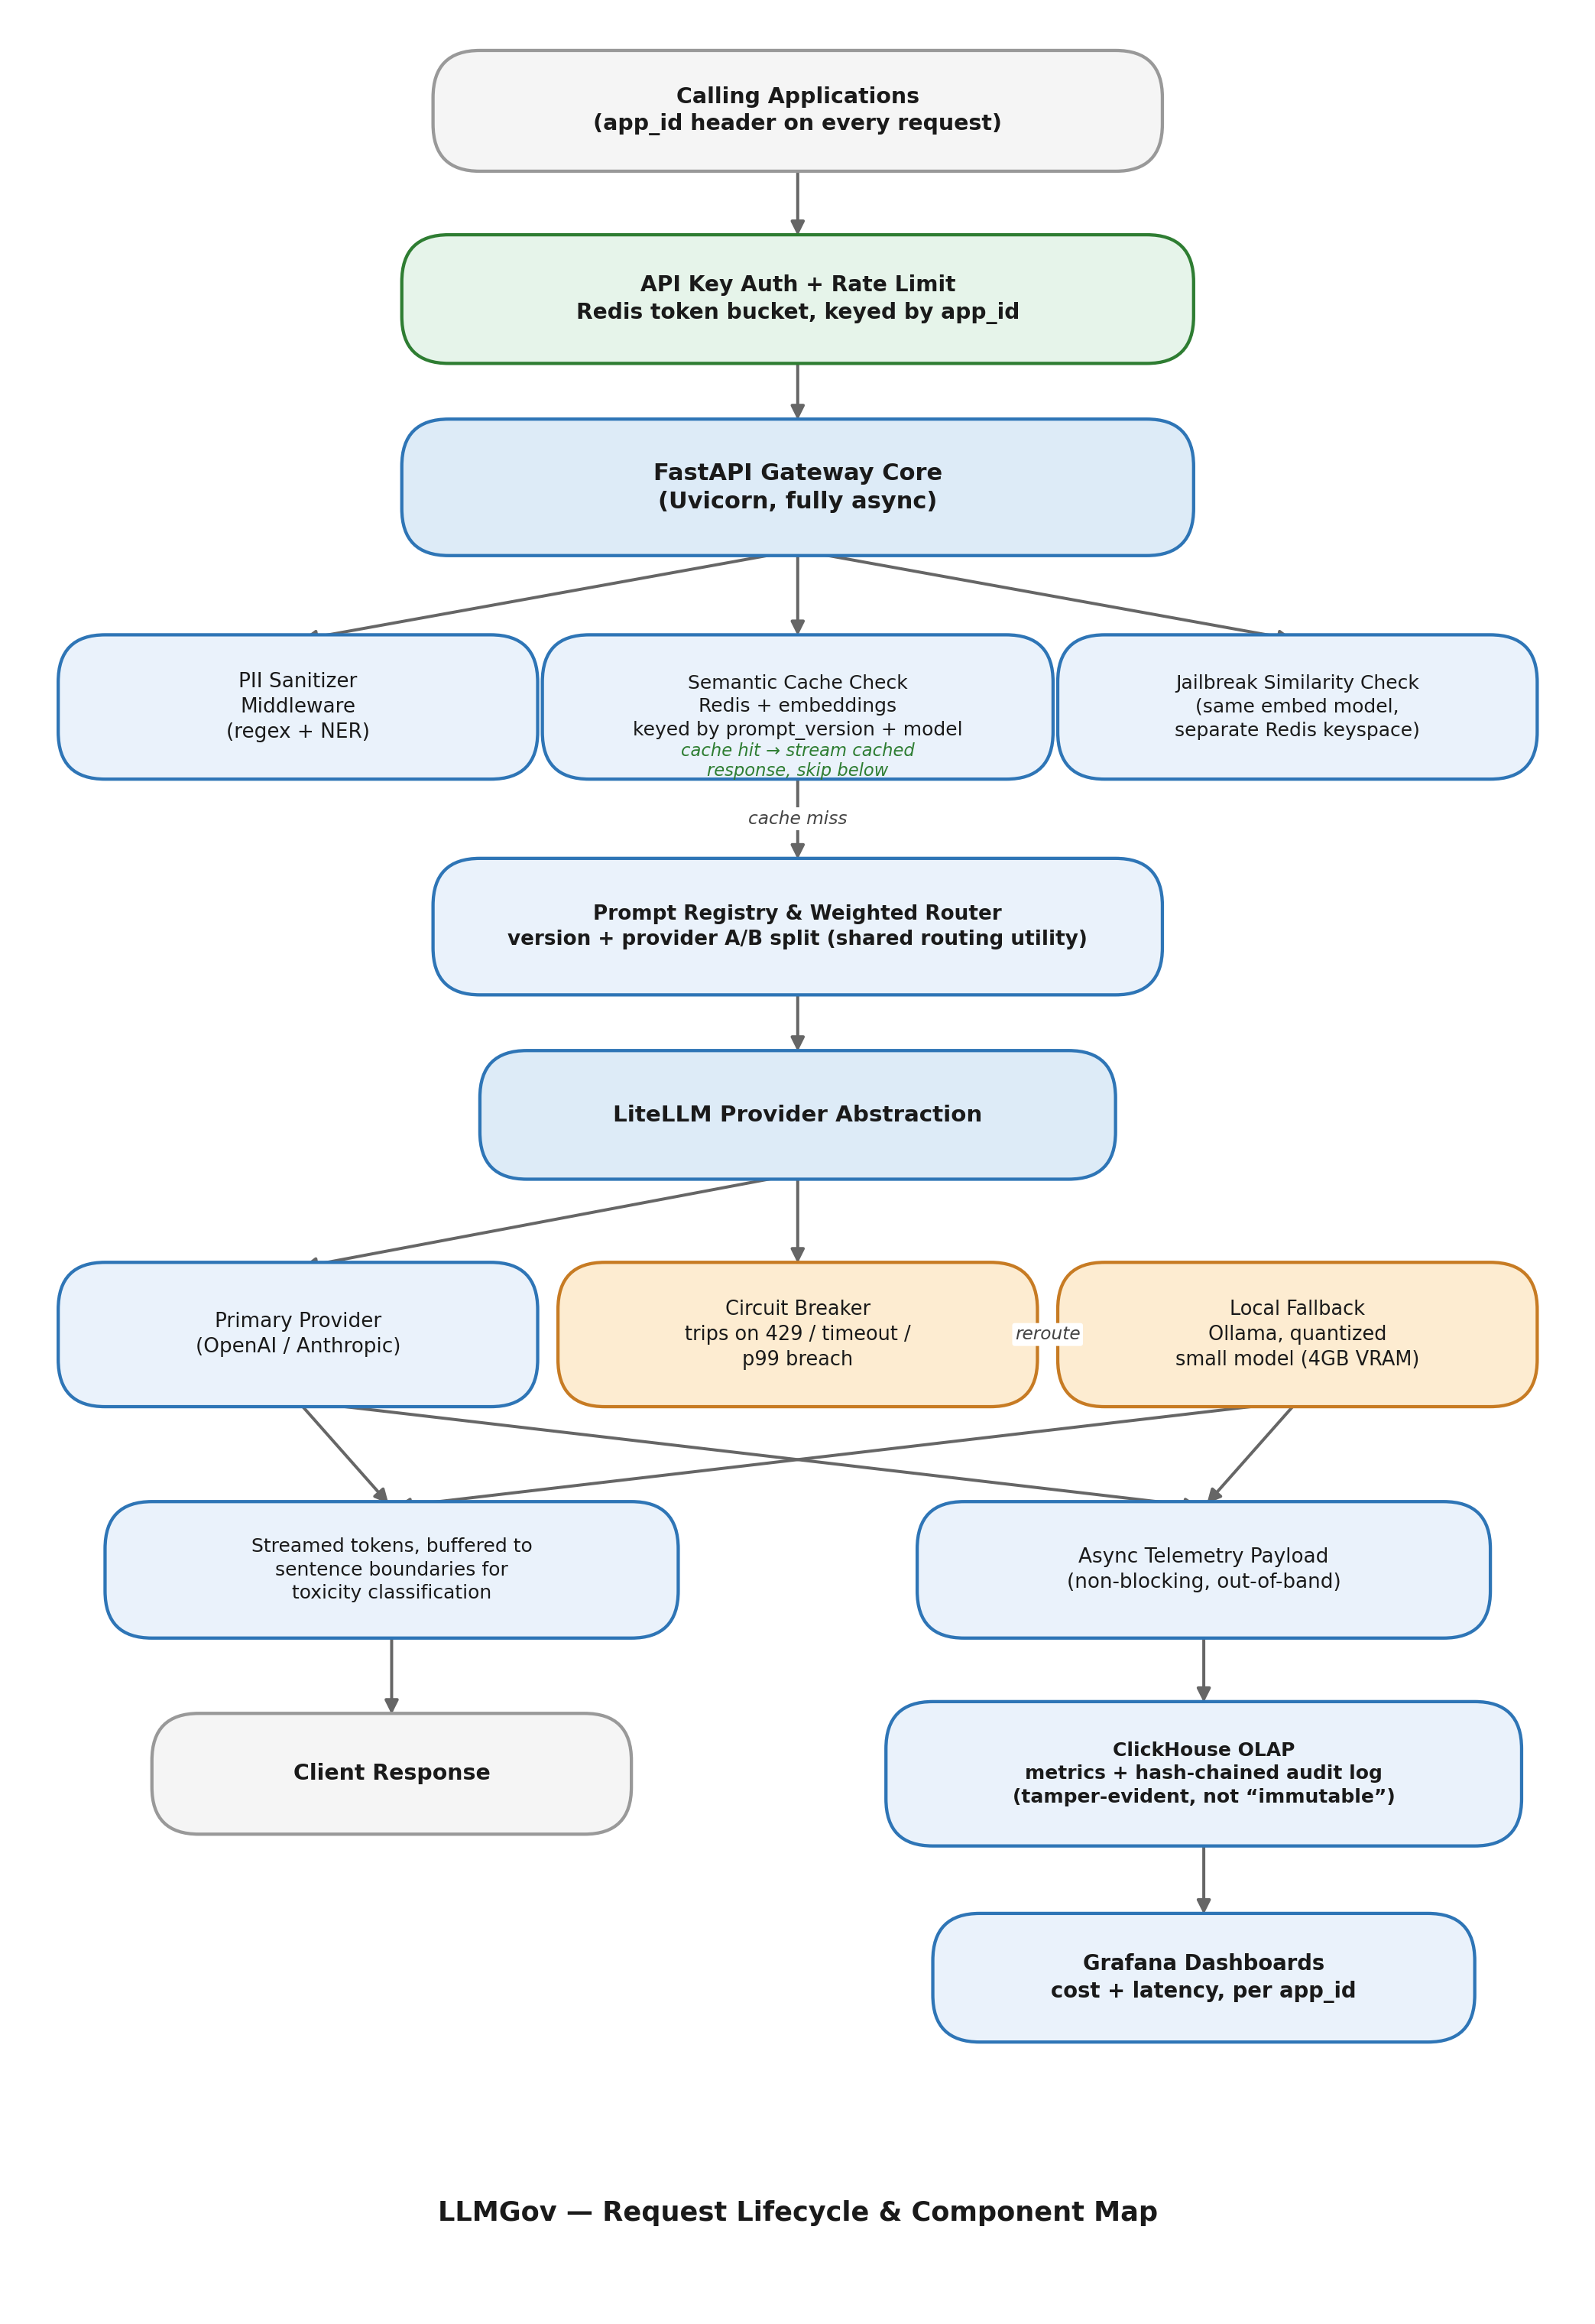 Calling Applications
(app_id header on every request)
API Key Auth + Rate Limit
Redis token bucket, keyed by app_id
FastAPI Gateway Core
(Uvicorn, fully async)
PII Sanitizer
Middleware
(regex + NER)
Semantic Cache Check
Redis + embeddings
keyed by prompt_version + model
cache hit → stream cached
response, skip below
Jailbreak Similarity Check
(same embed model,
separate Redis keyspace)
cache miss
Prompt Registry & Weighted Router
version + provider A/B split (shared routing utility)
LiteLLM Provider Abstraction
Primary Provider
(OpenAI / Anthropic)
Circuit Breaker
trips on 429 / timeout /
p99 breach
reroute
Local Fallback
Ollama, quantized
small model (4GB VRAM)
Streamed tokens, buffered to
sentence boundaries for
toxicity classification
Async Telemetry Payload
(non-blocking, out-of-band)
Client Response
ClickHouse OLAP
metrics + hash-chained audit log
(tamper-evident, not “immutable”)
Grafana Dashboards
cost + latency, per app_id
LLMGov — Request Lifecycle & Component Map